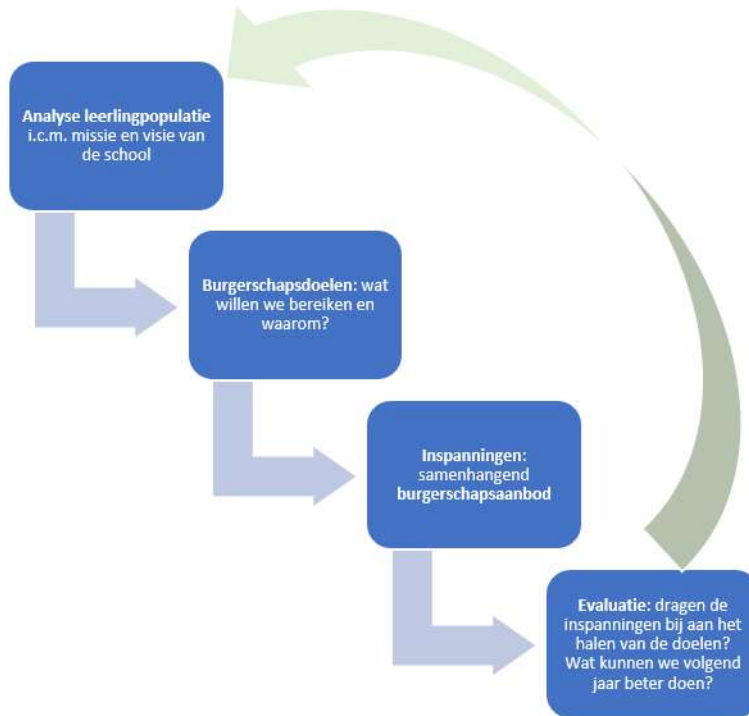 Analyse leerlingpopulatie
i.c.m. missie en visie van
de school
Burgerschapsdoelen: wat
willen we bereiken en
waarom?
Inspanningen:
samenhangend
burgerschapsaanbod
Evaluatie: dragen de
inspanningen bij aan het
halen van de doelen?
Wat kunnen we volgend
jaar beter doen?